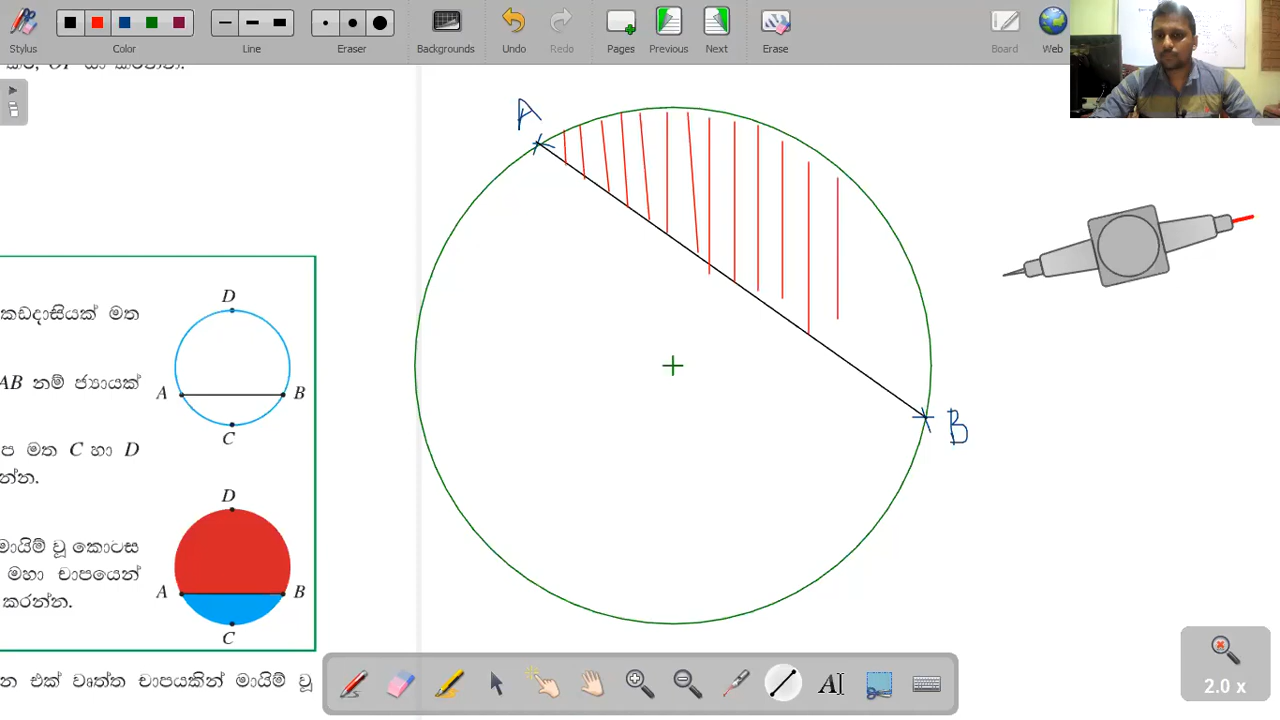 Stylus Color Line Eraser Backgrounds Undo Redo Pages Previous Next Erase Board Web
A
B
D
කඩදාසියක් මත
AB නම් ජ්‍යායක්
A B
C
ප මත C හා D
න්න.
D
මායිම් වූ කොටස
මහා චාපයෙන්
A B
කරන්න.
C
න එක් වෘත්ත චාපයකින් මායිම් වූ
2.0 x